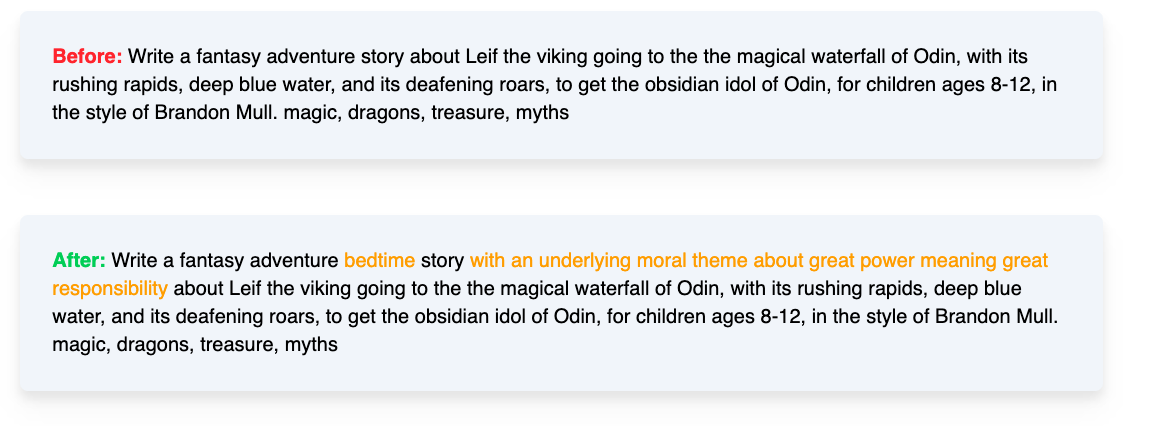 Before: Write a fantasy adventure story about Leif the viking going to the the magical waterfall of Odin, with its
rushing rapids, deep blue water, and its deafening roars, to get the obsidian idol of Odin, for children ages 8-12, in
the style of Brandon Mull. magic, dragons, treasure, myths
After: Write a fantasy adventure bedtime story with an underlying moral theme about great power meaning great
responsibility about Leif the viking going to the the magical waterfall of Odin, with its rushing rapids, deep blue
water, and its deafening roars, to get the obsidian idol of Odin, for children ages 8-12, in the style of Brandon Mull.
magic, dragons, treasure, myths